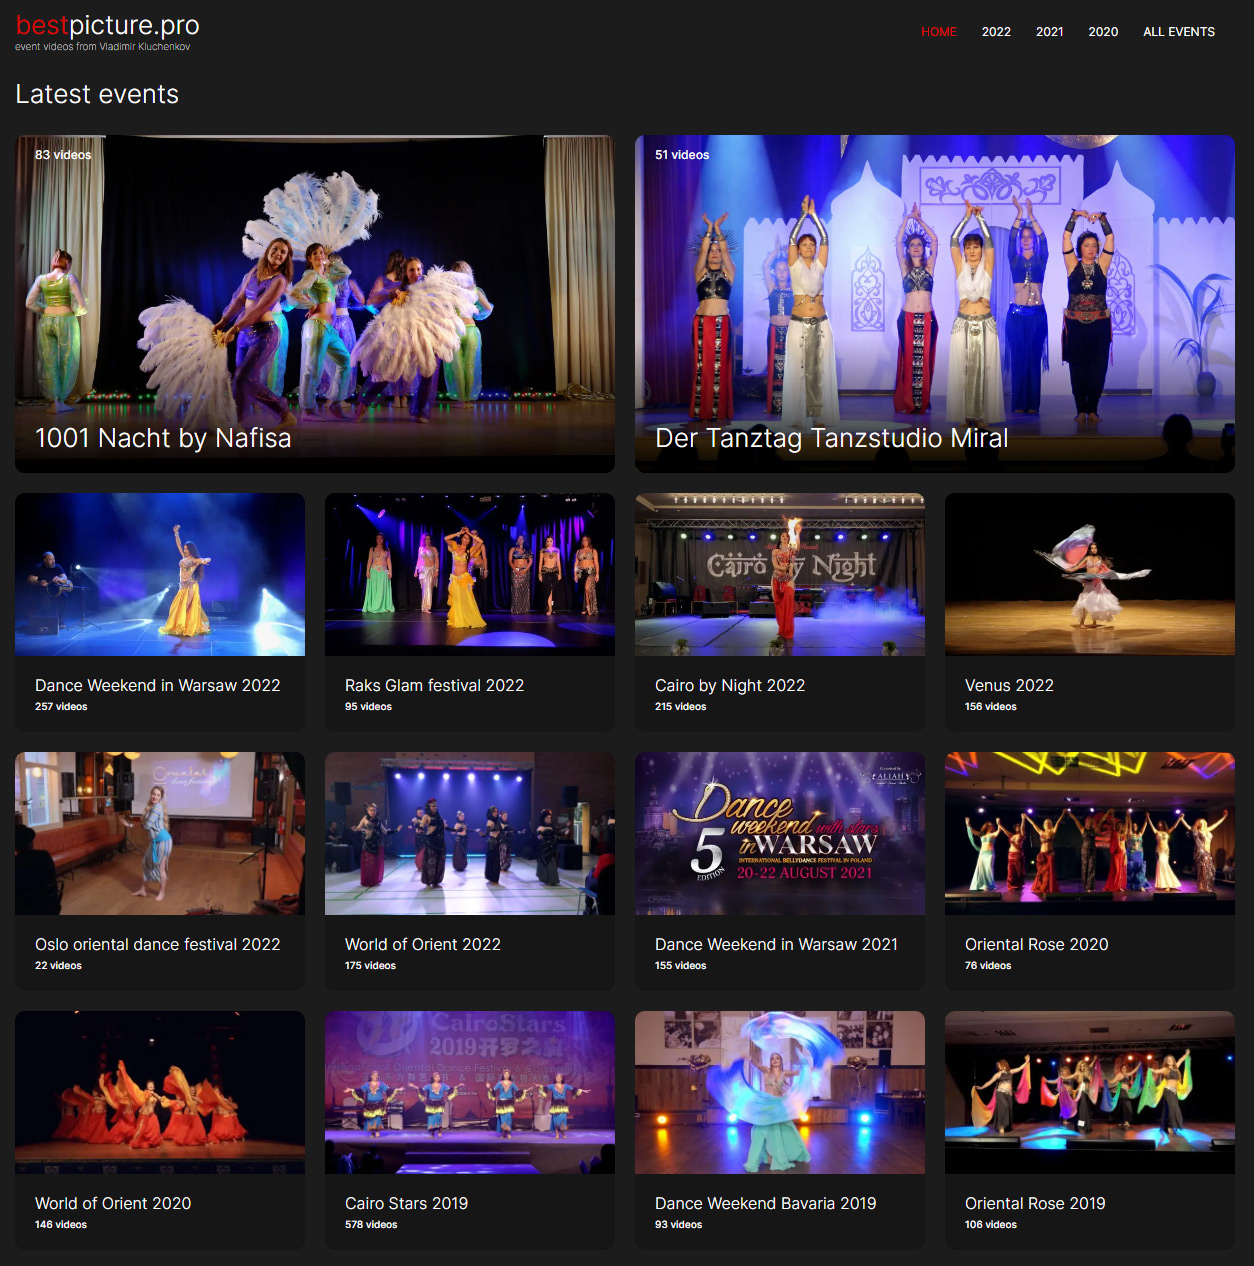 bestpicture.pro
event videos from Vladimir Kluchenkov
HOME 2022 2021 2020 ALL EVENTS
Latest events
83 videos
1001 Nacht by Nafisa
51 videos
Der Tanztag Tanzstudio Miral
Cairo by Night
Dance Weekend in Warsaw 2022
257 videos
Raks Glam festival 2022
95 videos
Cairo by Night 2022
215 videos
Venus 2022
156 videos
Oriental
ALIAH
Dance
weekend with stars
in WARSAW
5
EDITION
INTERNATIONAL BELLYDANCE FESTIVAL IN POLAND
20-22 AUGUST 2021
Oslo oriental dance festival 2022
22 videos
World of Orient 2022
175 videos
Dance Weekend in Warsaw 2021
155 videos
Oriental Rose 2020
76 videos
CairoStars
2019开罗之
Oriental Dance Festival
World of Orient 2020
146 videos
Cairo Stars 2019
578 videos
Dance Weekend Bavaria 2019
93 videos
Oriental Rose 2019
106 videos